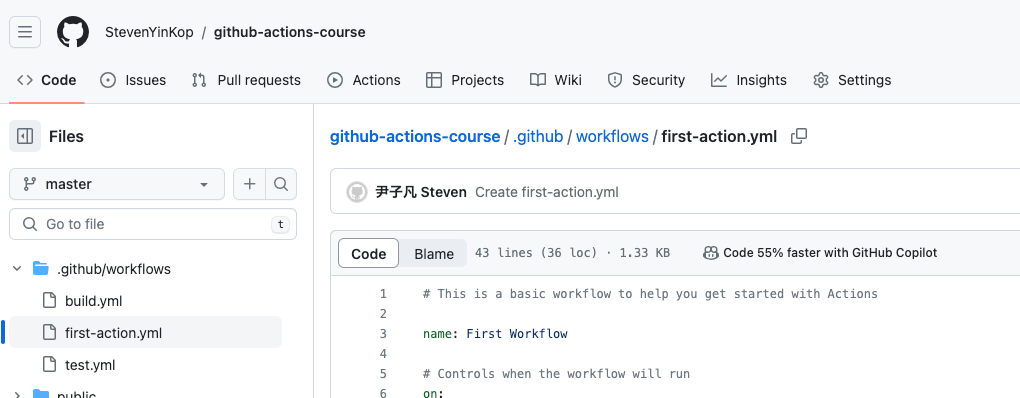 StevenYinKop / github-actions-course
Code Issues Pull requests Actions Projects Wiki Security Insights Settings
Files
master
Go to file t
.github/workflows
build.yml
first-action.yml
test.yml
public
github-actions-course / .github / workflows / first-action.yml
尹子凡 Steven Create first-action.yml
Code Blame 43 lines (36 loc) · 1.33 KB Code 55% faster with GitHub Copilot
1 # This is a basic workflow to help you get started with Actions
2
3 name: First Workflow
4
5 # Controls when the workflow will run
6 on: